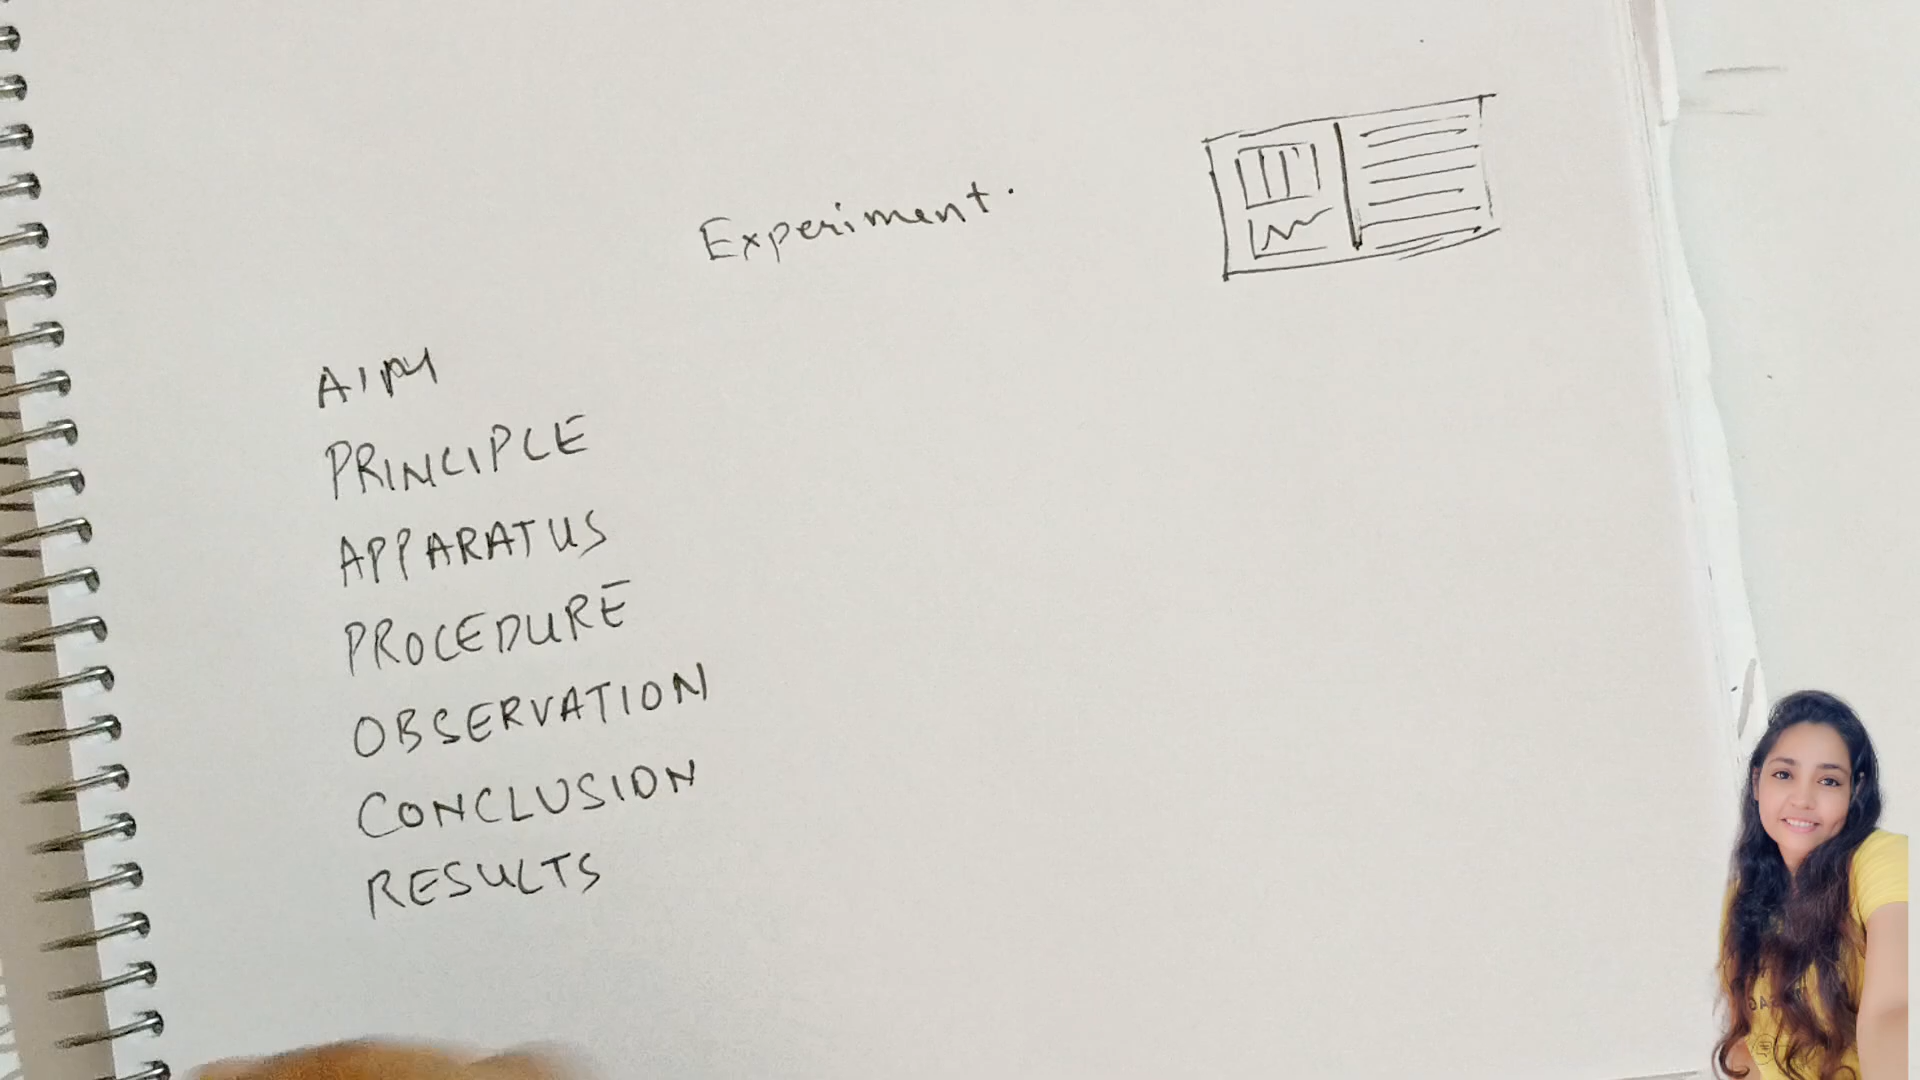 Experiment.
AIM
PRINCIPLE
APPARATUS
PROCEDURE
OBSERVATION
CONCLUSION
RESULTS